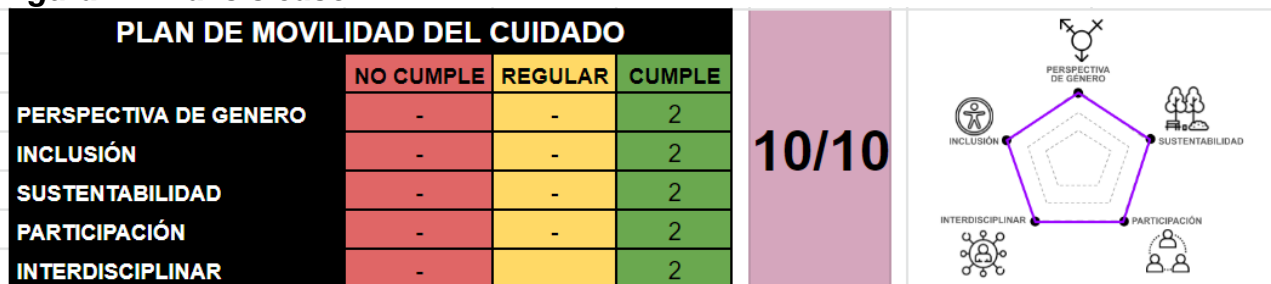 PLAN DE MOVILIDAD DEL CUIDADO
NO CUMPLE REGULAR CUMPLE
PERSPECTIVA DE GENERO - - 2
INCLUSIÓN - - 2
SUSTENTABILIDAD - - 2
PARTICIPACIÓN - - 2
INTERDISCIPLINAR - 2
10/10
PERSPECTIVA
DE GÉNERO
INCLUSIÓN
SUSTENTABILIDAD
INTERDISCIPLINAR
PARTICIPACIÓN